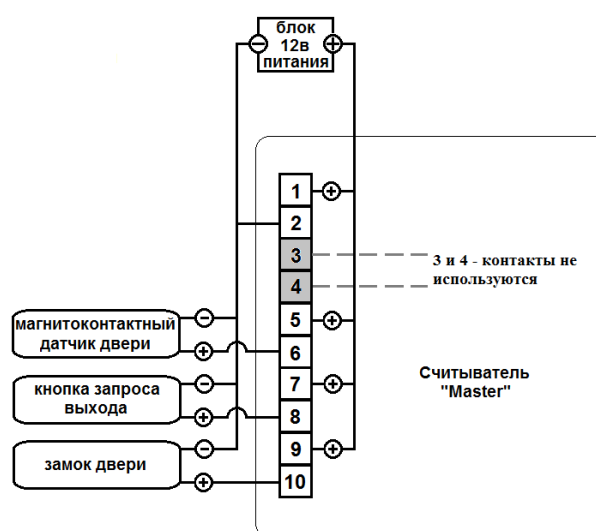 блок
12в
питания
1
2
3
4
5
6
7
8
9
10
3 и 4 - контакты не
используются
магнитоконтактный
датчик двери
кнопка запроса
выхода
замок двери
Считыватель
"Master"